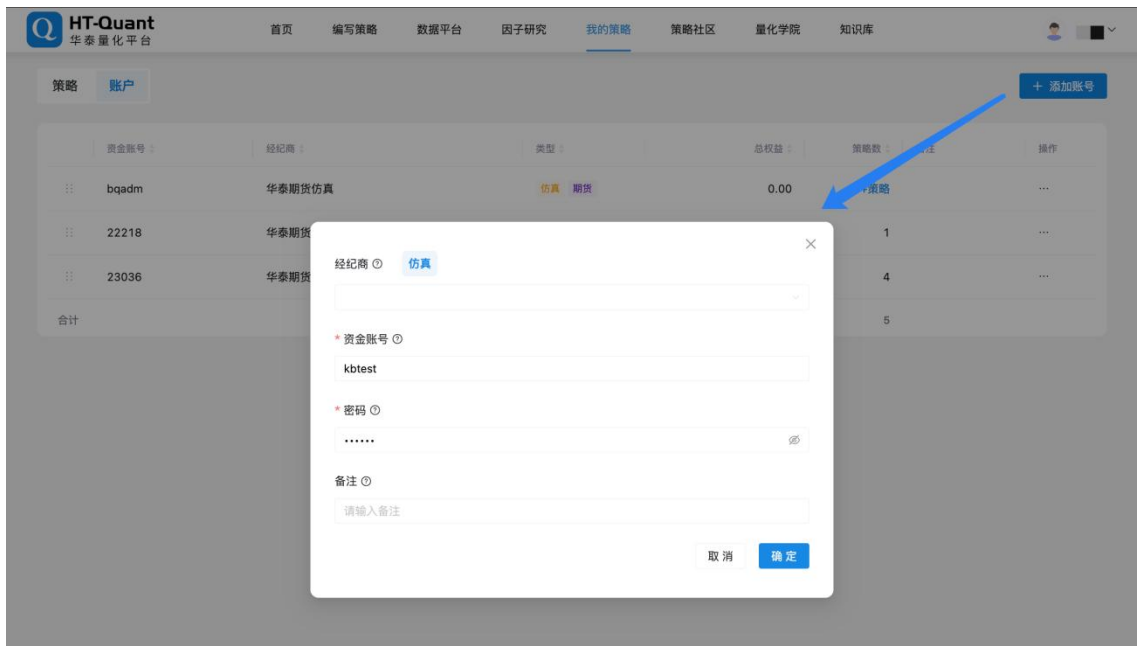 HT-Quant
华泰量化平台
首页 编写策略 数据平台 因子研究 我的策略 策略社区 量化学院 知识库
策略 账户
+ 添加账号
资金账号 经纪商 类型 总权益 策略数 操作
bqadm 华泰期货仿真 仿真 期货 0.00 策略 ...
22218 华泰期货 1 ...
23036 华泰期货 4 ...
合计 5
经纪商 仿真
* 资金账号
kbtest
* 密码
••••••
备注
请输入备注
取消 确定